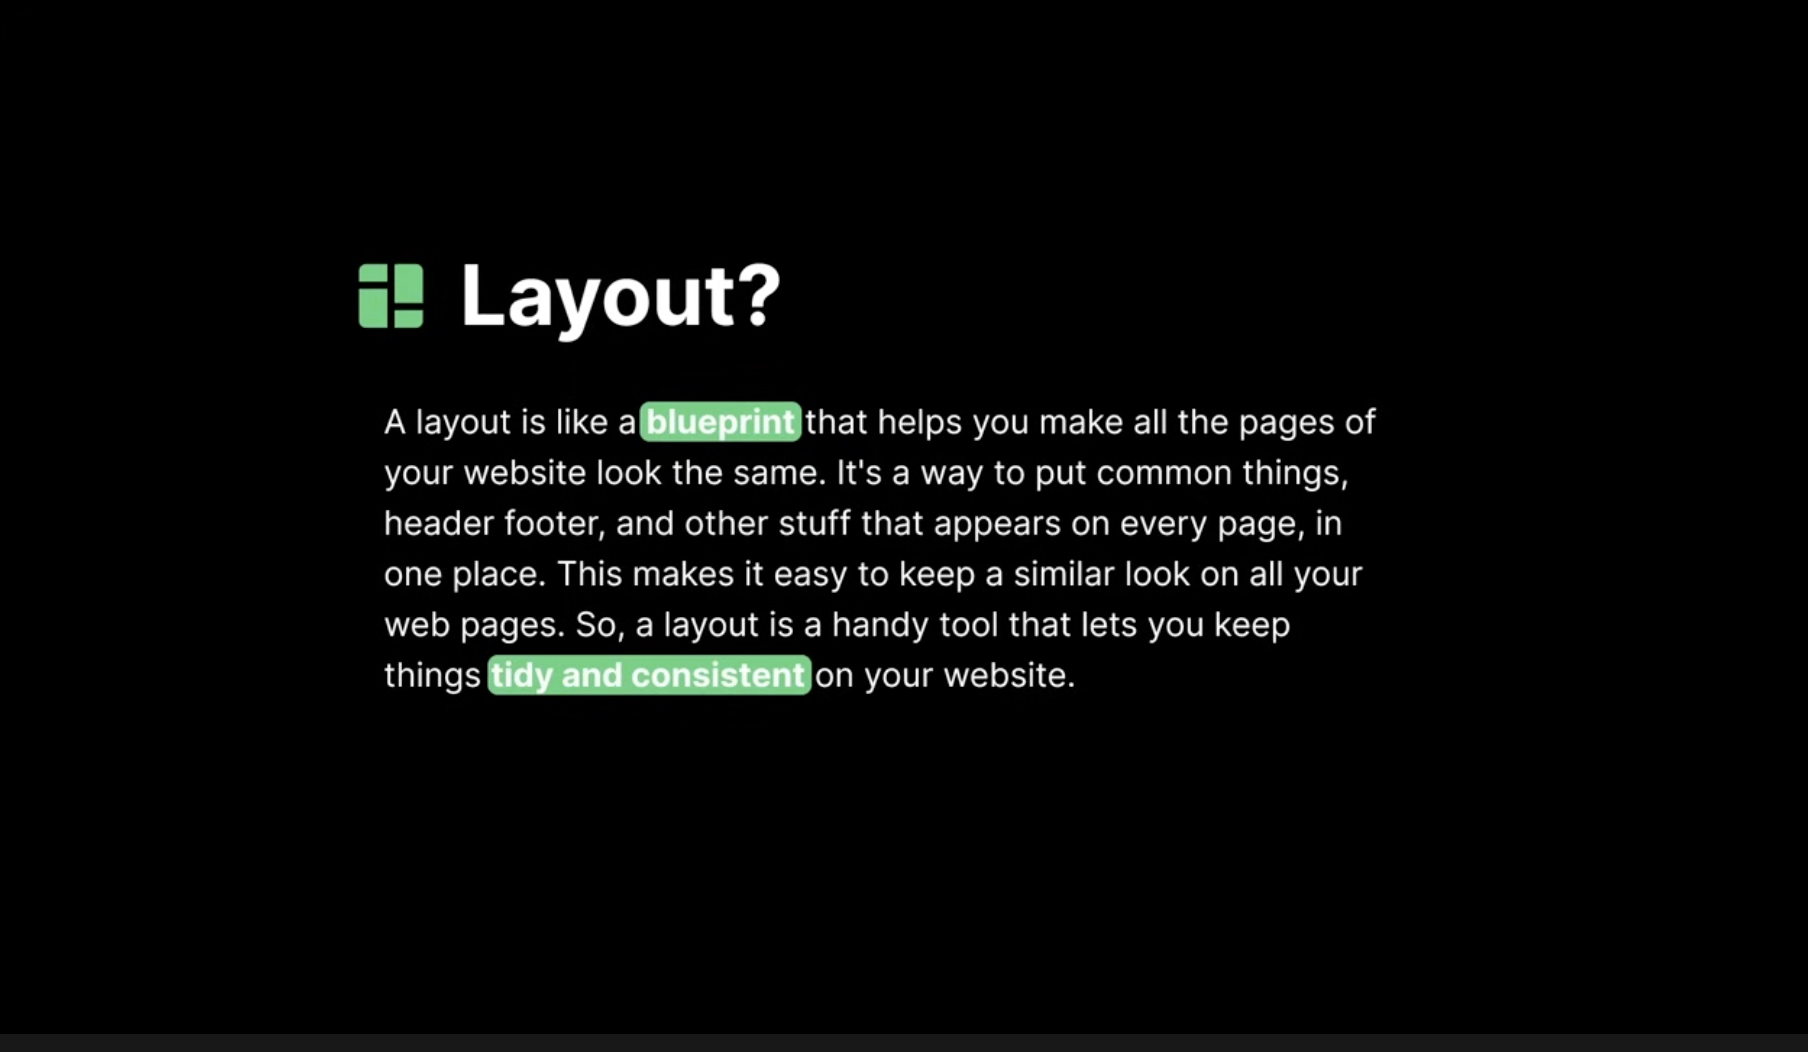 Layout?
A layout is like a blueprint that helps you make all the pages of
your website look the same. It's a way to put common things,
header footer, and other stuff that appears on every page, in
one place. This makes it easy to keep a similar look on all your
web pages. So, a layout is a handy tool that lets you keep
things tidy and consistent on your website.